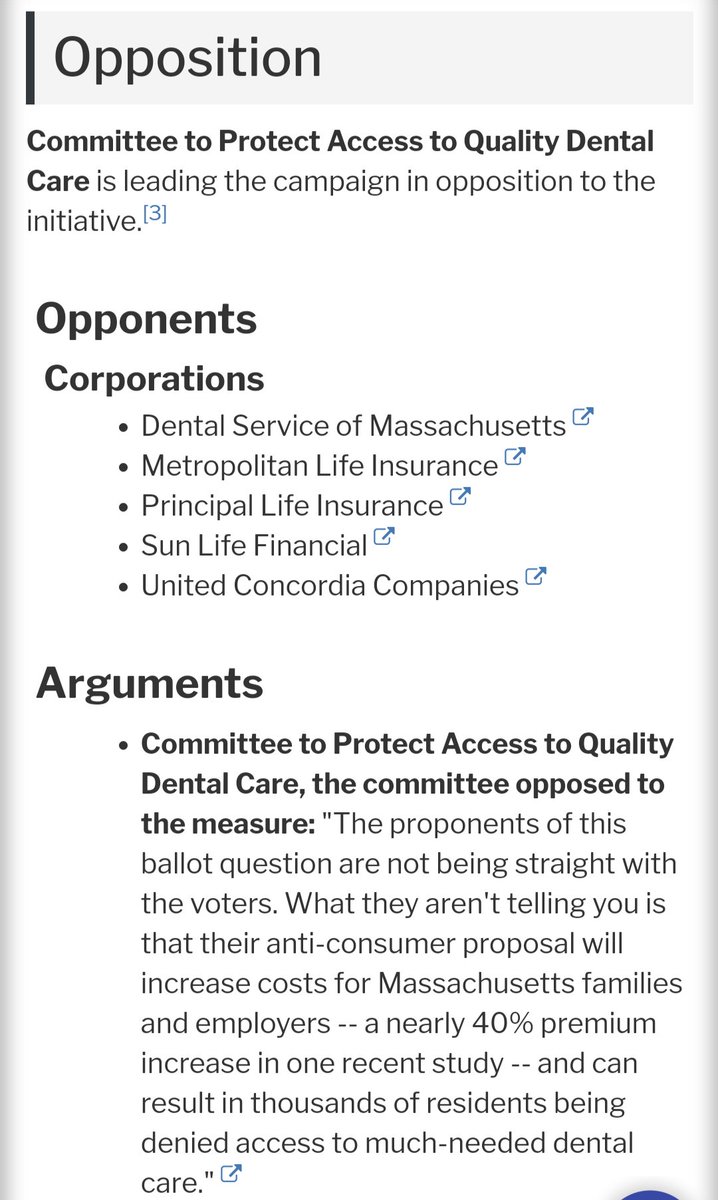 Opposition
Committee to Protect Access to Quality Dental
Care is leading the campaign in opposition to the
initiative.[3]
Opponents
Corporations
• Dental Service of Massachusetts
• Metropolitan Life Insurance
• Principal Life Insurance
• Sun Life Financial
• United Concordia Companies
Arguments
• Committee to Protect Access to Quality
Dental Care, the committee opposed to
the measure: "The proponents of this
ballot question are not being straight with
the voters. What they aren't telling you is
that their anti-consumer proposal will
increase costs for Massachusetts families
and employers -- a nearly 40% premium
increase in one recent study -- and can
result in thousands of residents being
denied access to much-needed dental
care."